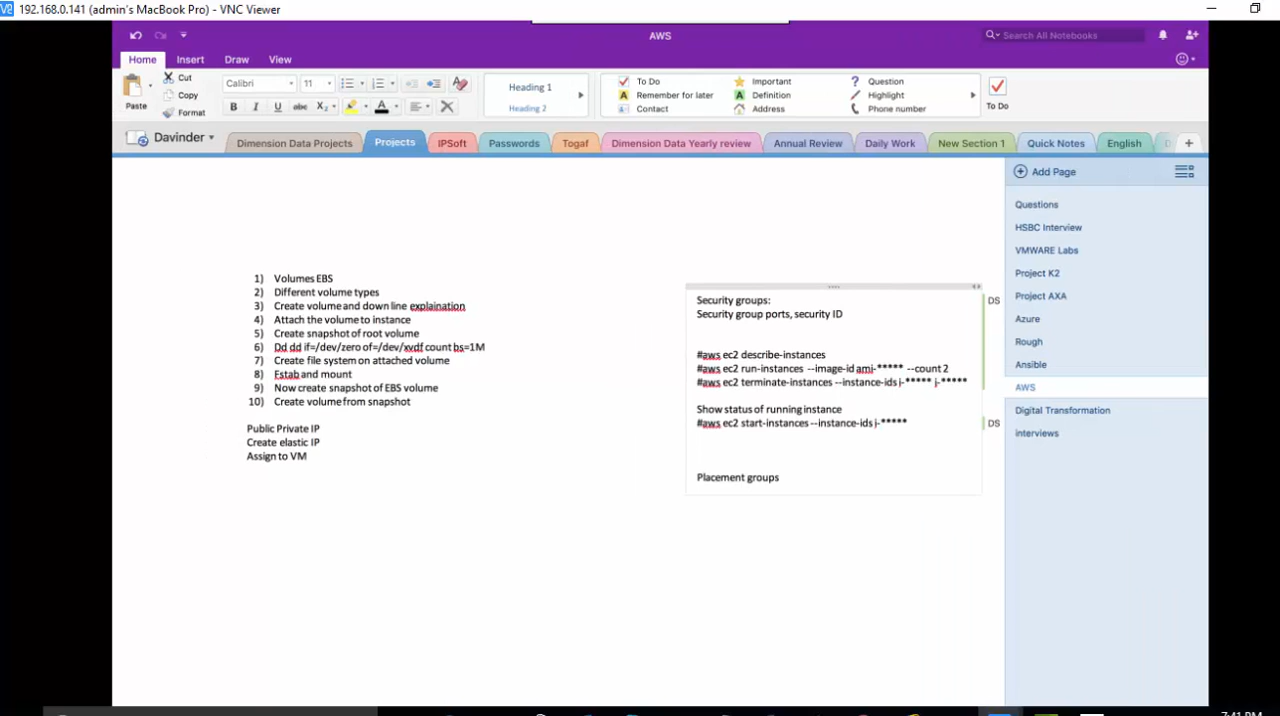 192.168.0.141 (admin's MacBook Pro) - VNC Viewer
AWS
Search All Notebooks
Home Insert Draw View
Paste
Cut
Copy
Format
Calibri 11
B I U abc X2 A
Heading 1
Heading 2
To Do
Remember for later
Contact
Important
Definition
Address
Question
Highlight
Phone number
To Do
Davinder
Dimension Data Projects Projects IPSoft Passwords Togaf Dimension Data Yearly review Annual Review Daily Work New Section 1 Quick Notes English
Add Page
Questions
HSBC Interview
VMWARE Labs
Project K2
Project AXA
Azure
Rough
Ansible
AWS
Digital Transformation
interviews
1) Volumes EBS
2) Different volume types
3) Create volume and down line explaination
4) Attach the volume to instance
5) Create snapshot of root volume
6) Dd dd if=/dev/zero of=/dev/xvdf count bs=1M
7) Create file system on attached volume
8) Fstab and mount
9) Now create snapshot of EBS volume
10) Create volume from snapshot
Public Private IP
Create elastic IP
Assign to VM
Security groups:
Security group ports, security ID
#aws ec2 describe-instances
#aws ec2 run-instances --image-id ami-***** --count 2
#aws ec2 terminate-instances --instance-ids i-***** i-*****
Show status of running instance
#aws ec2 start-instances --instance-ids i-*****
Placement groups
DS
DS